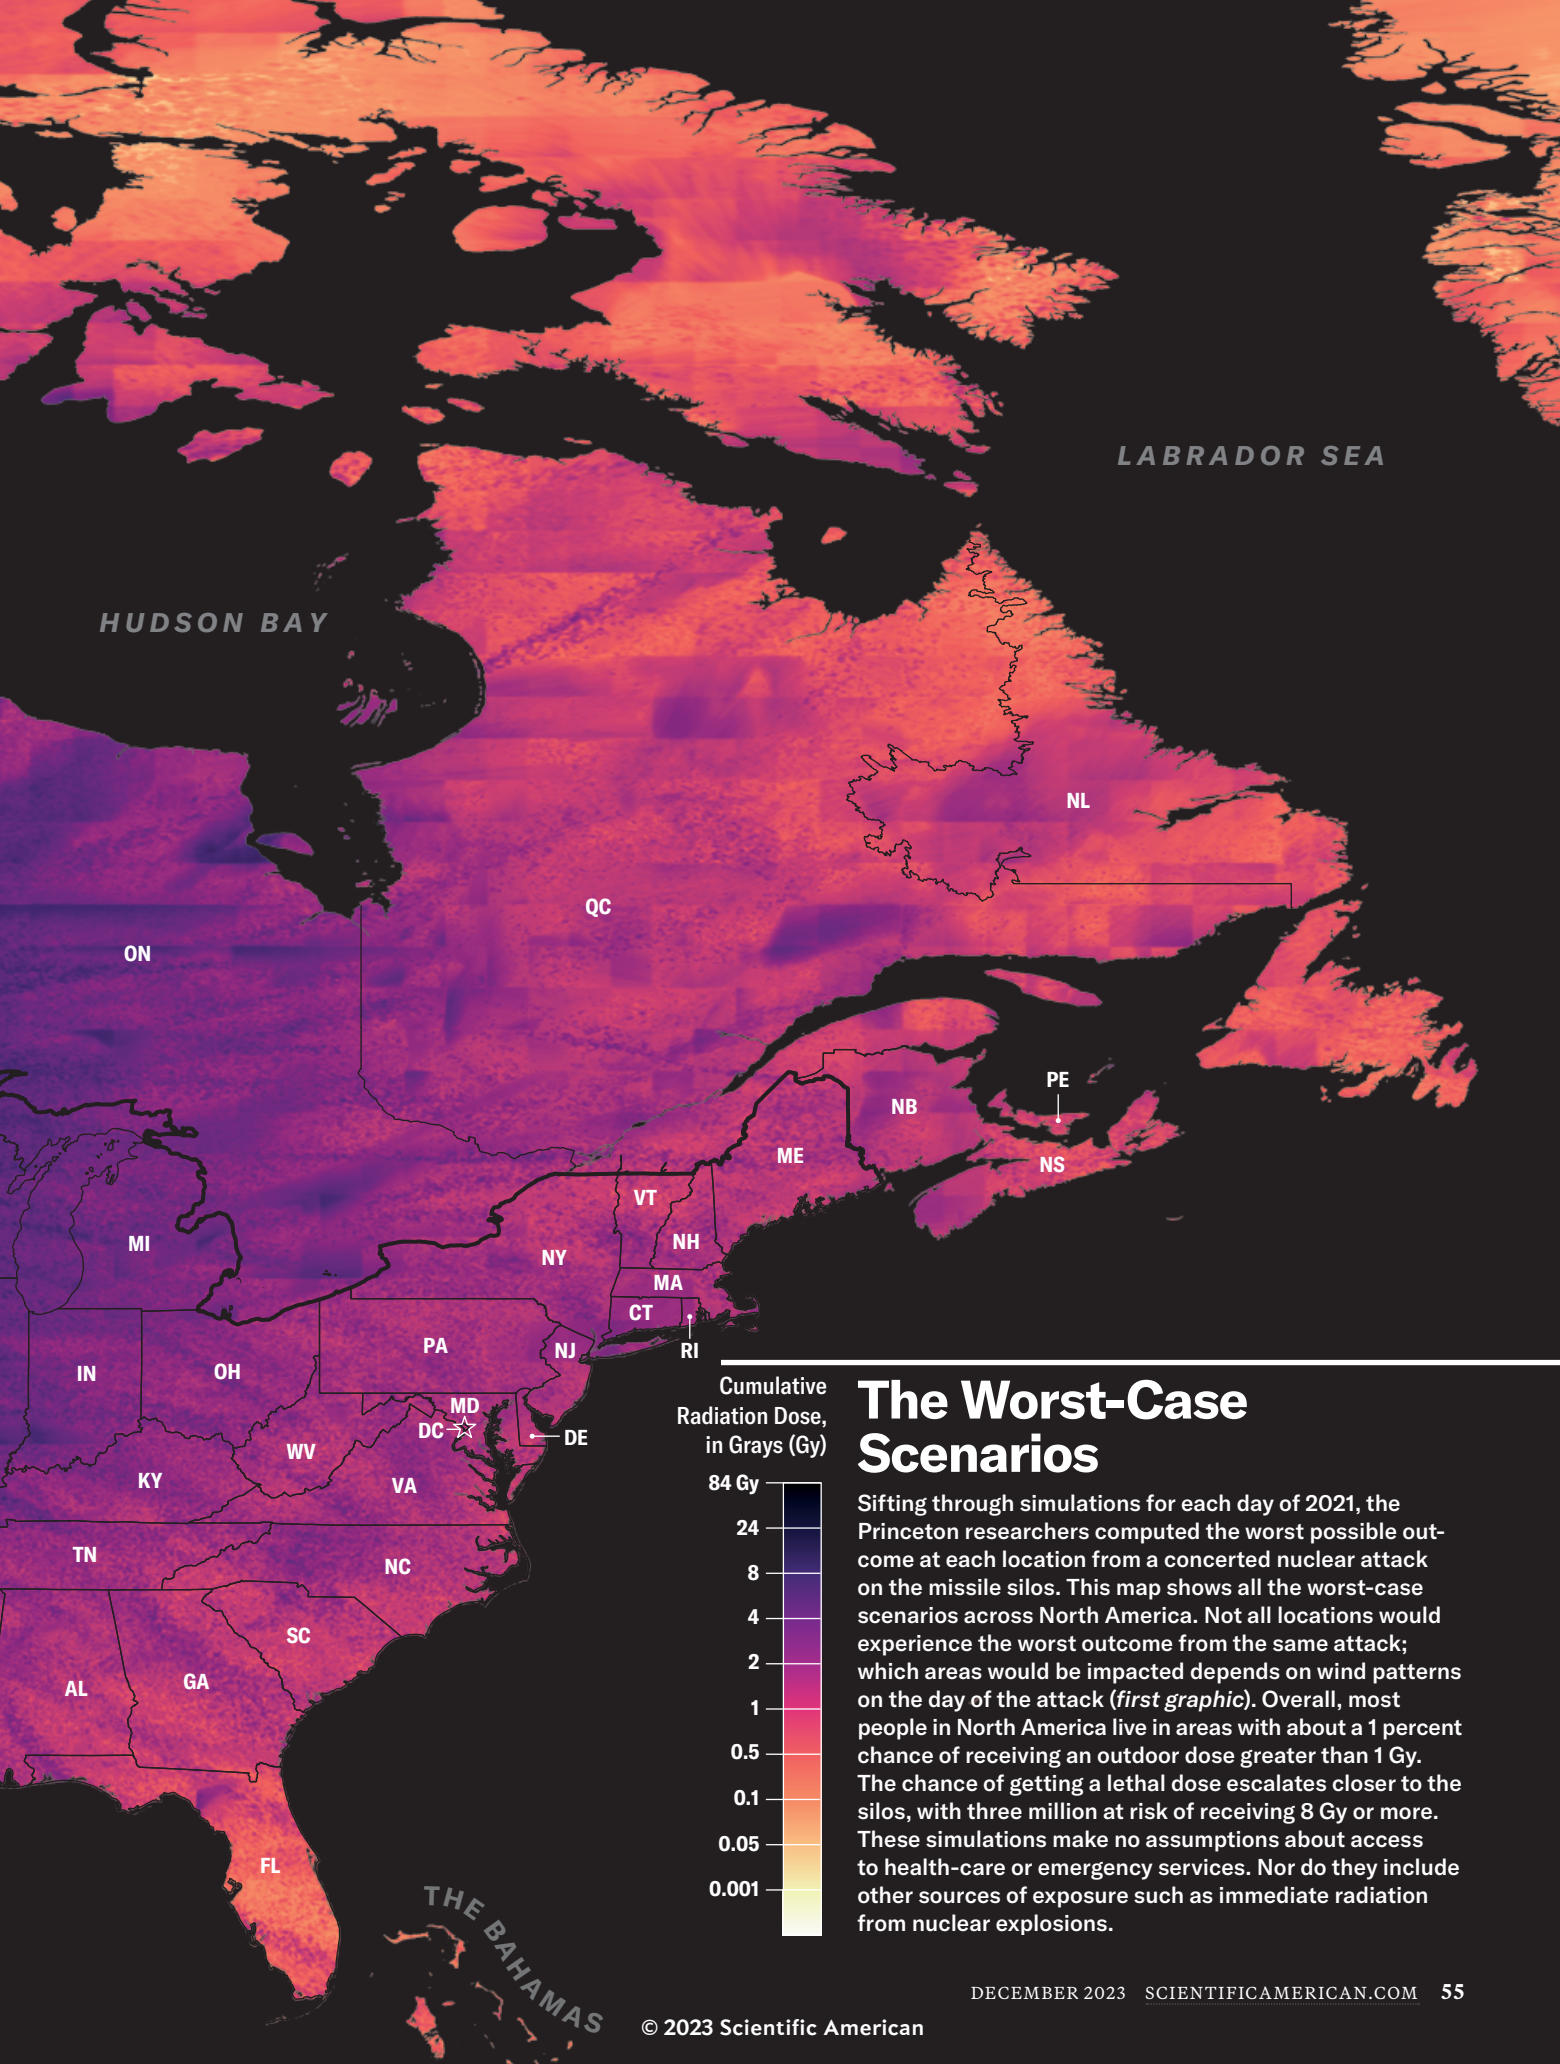 LABRADOR SEA
HUDSON BAY
NL
QC
ON
PE
NB
ME
NS
VT
NH
MI
NY
MA
CT
RI
PA
NJ
IN
OH
MD
DC
DE
WV
KY
VA
TN
NC
SC
GA
AL
FL
THE BAHAMAS
Cumulative
Radiation Dose,
in Grays (Gy)
84 Gy
24
8
4
2
1
0.5
0.1
0.05
0.001
The Worst-Case
Scenarios
Sifting through simulations for each day of 2021, the
Princeton researchers computed the worst possible out-
come at each location from a concerted nuclear attack
on the missile silos. This map shows all the worst-case
scenarios across North America. Not all locations would
experience the worst outcome from the same attack;
which areas would be impacted depends on wind patterns
on the day of the attack (first graphic). Overall, most
people in North America live in areas with about a 1 percent
chance of receiving an outdoor dose greater than 1 Gy.
The chance of getting a lethal dose escalates closer to the
silos, with three million at risk of receiving 8 Gy or more.
These simulations make no assumptions about access
to health-care or emergency services. Nor do they include
other sources of exposure such as immediate radiation
from nuclear explosions.
DECEMBER 2023 SCIENTIFICAMERICAN.COM 55
© 2023 Scientific American